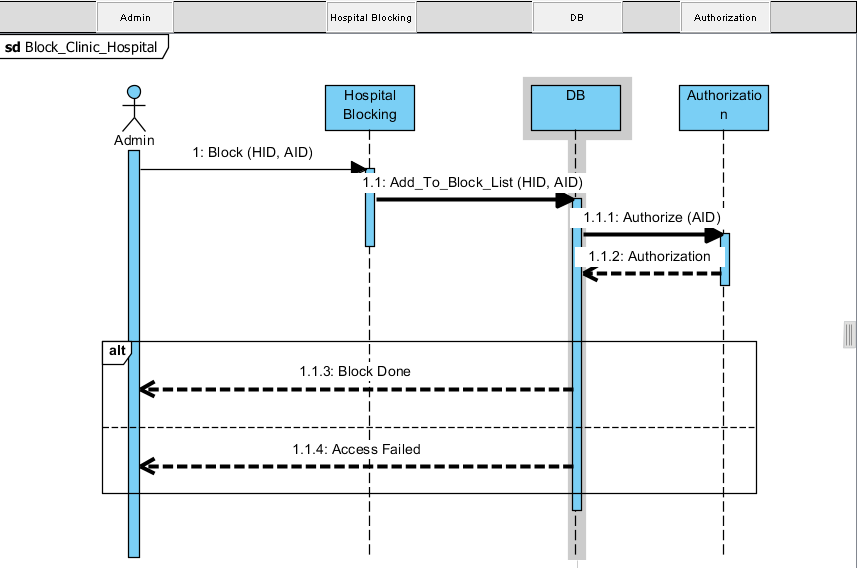 Admin
Hospital Blocking
DB
Authorization
sd Block_Clinic_Hospital
Hospital
Blocking
DB
Authorizatio
n
Admin
1: Block (HID, AID)
1.1: Add_To_Block_List (HID, AID)
1.1.1: Authorize (AID)
1.1.2: Authorization
alt
1.1.3: Block Done
1.1.4: Access Failed